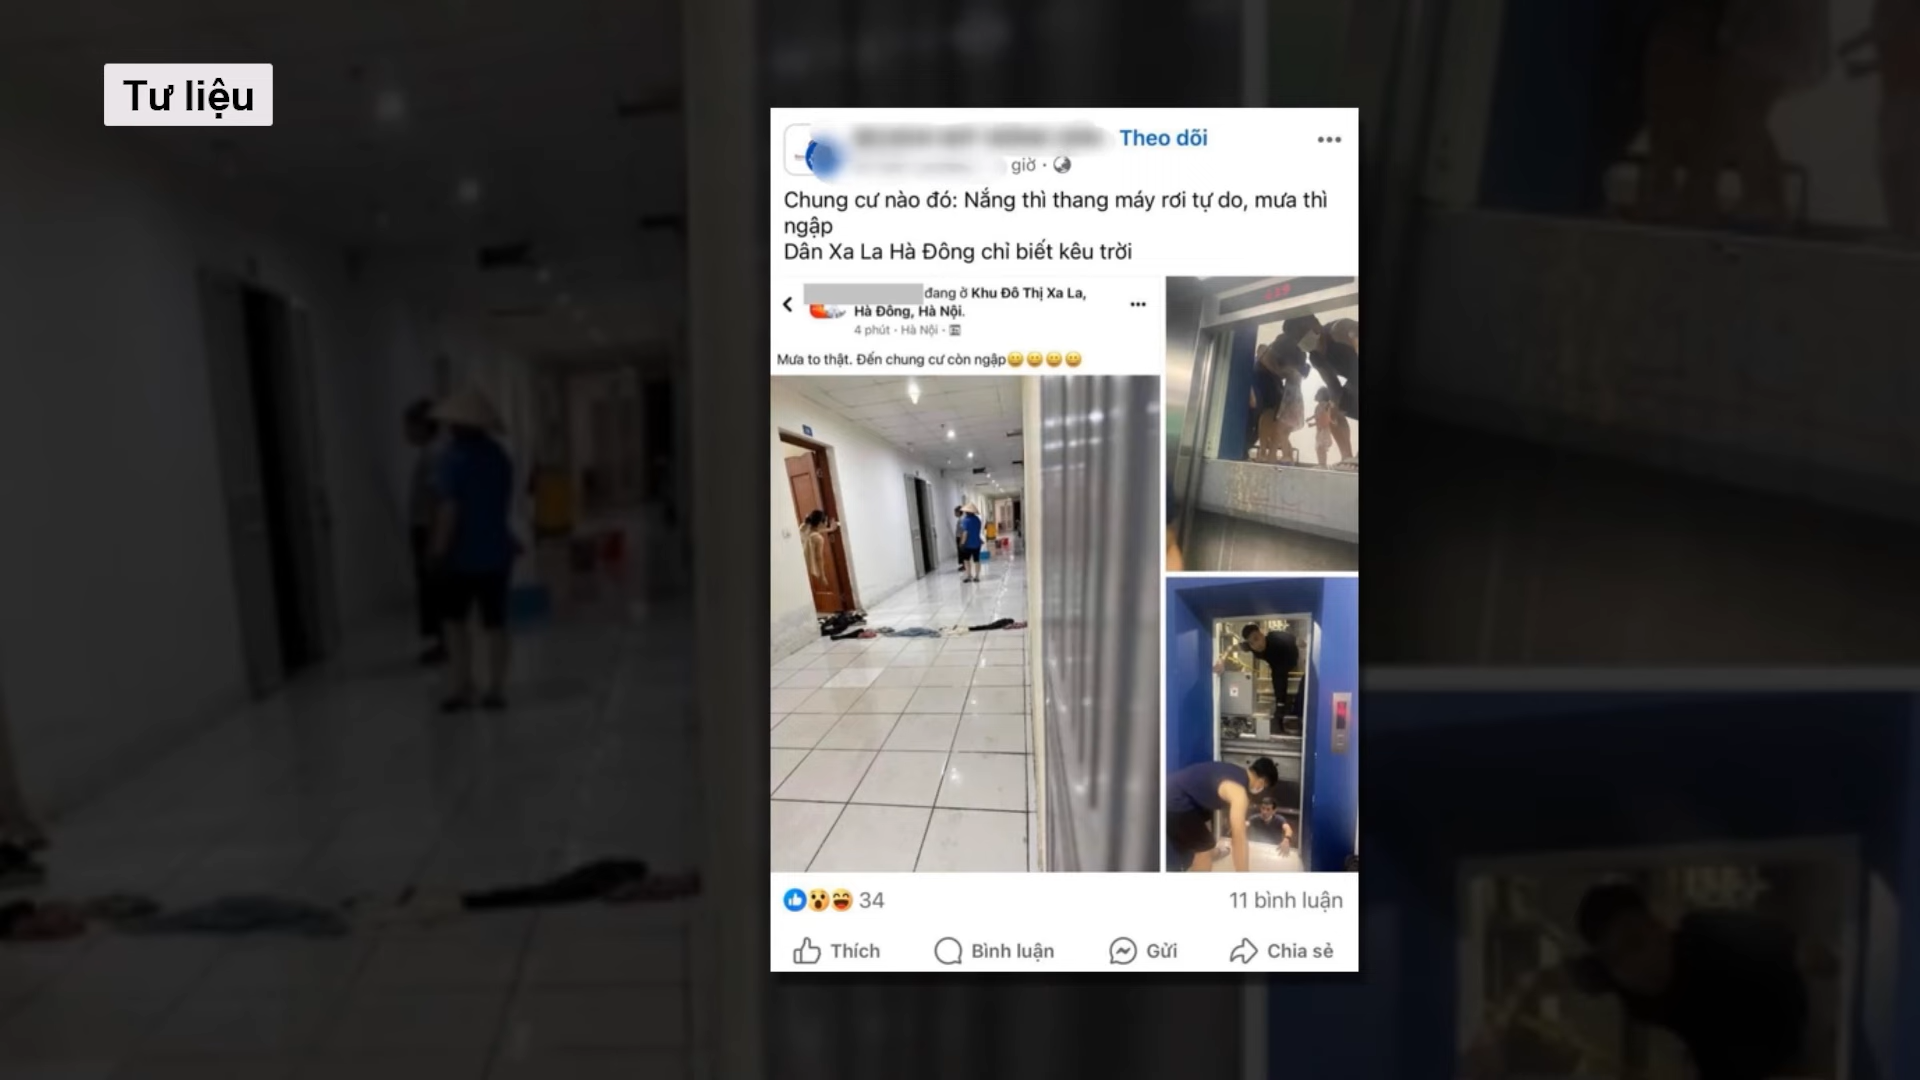 Tư liệu
Theo dõi
giờ ·
Chung cư nào đó: Nắng thì thang máy rơi tự do, mưa thì
ngập
Dân Xa La Hà Đông chỉ biết kêu trời
đang ở Khu Đô Thị Xa La,
Hà Đông, Hà Nội.
4 phút · Hà Nội ·
Mưa to thật. Đến chung cư còn ngập😀😀😀😀
34
11 bình luận
Thích
Bình luận
Gửi
Chia sẻ